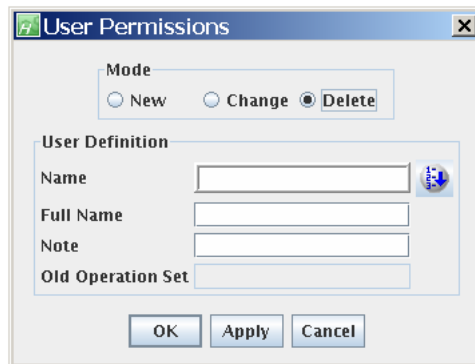 User Permissions
Mode
New Change Delete
User Definition
Name
Full Name
Note
Old Operation Set
OK Apply Cancel